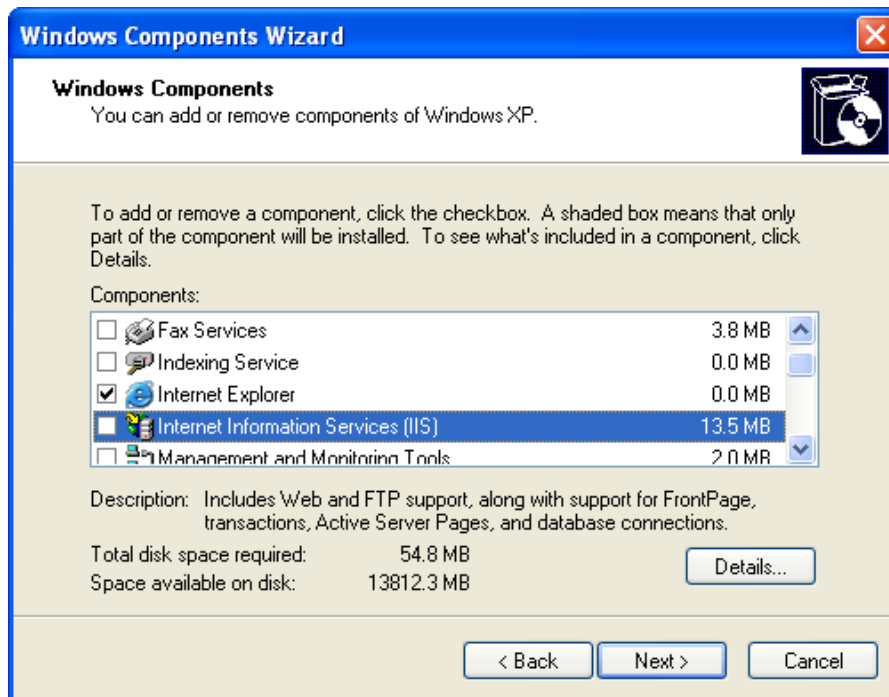 Windows Components Wizard
Windows Components
You can add or remove components of Windows XP.
To add or remove a component, click the checkbox. A shaded box means that only
part of the component will be installed. To see what's included in a component, click
Details.
Components:
Fax Services 3.8 MB
Indexing Service 0.0 MB
Internet Explorer 0.0 MB
Internet Information Services (IIS) 13.5 MB
Management and Monitoring Tools 2.0 MB
Description: Includes Web and FTP support, along with support for FrontPage,
transactions, Active Server Pages, and database connections.
Total disk space required: 54.8 MB
Space available on disk: 13812.3 MB
Details...
< Back Next > Cancel